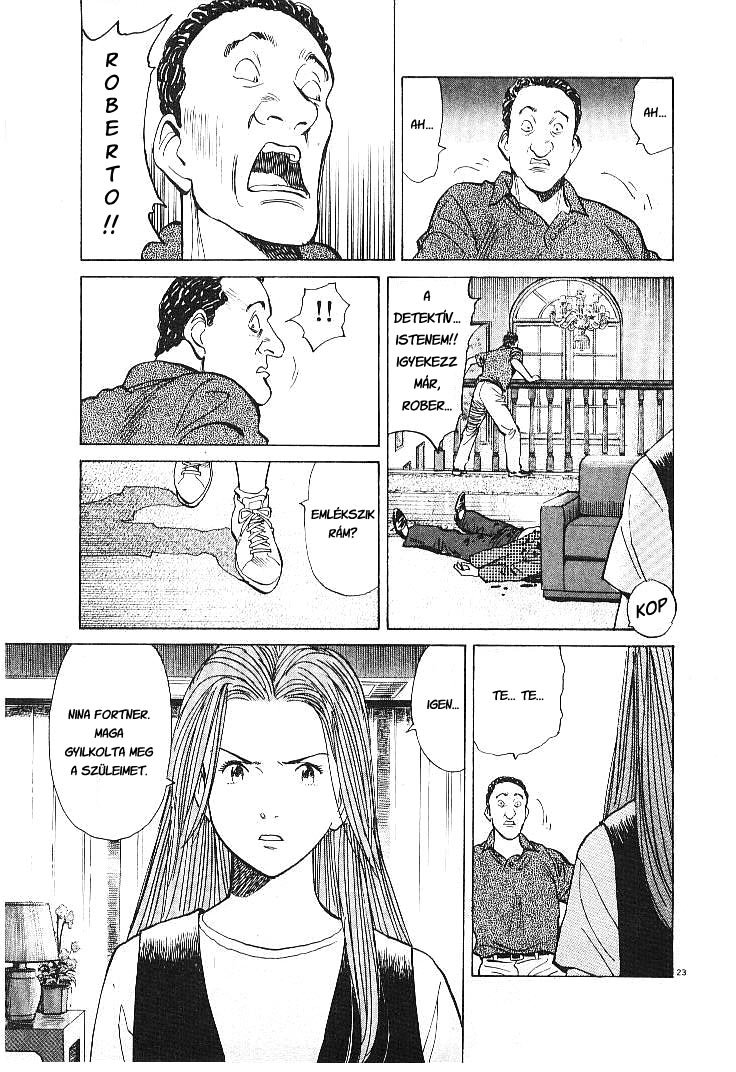 AH...
AH...
ROBERTO!!
A
DETEKTÍV...
ISTENEM!!
IGYEKEZZ
MÁR,
ROBER...
!!
KOP
EMLÉKSZIK
RÁM?
TE... TE...
IGEN...
NINA FORTNER.
MAGA
GYILKOLTA MEG
A SZÜLEIMET.
23